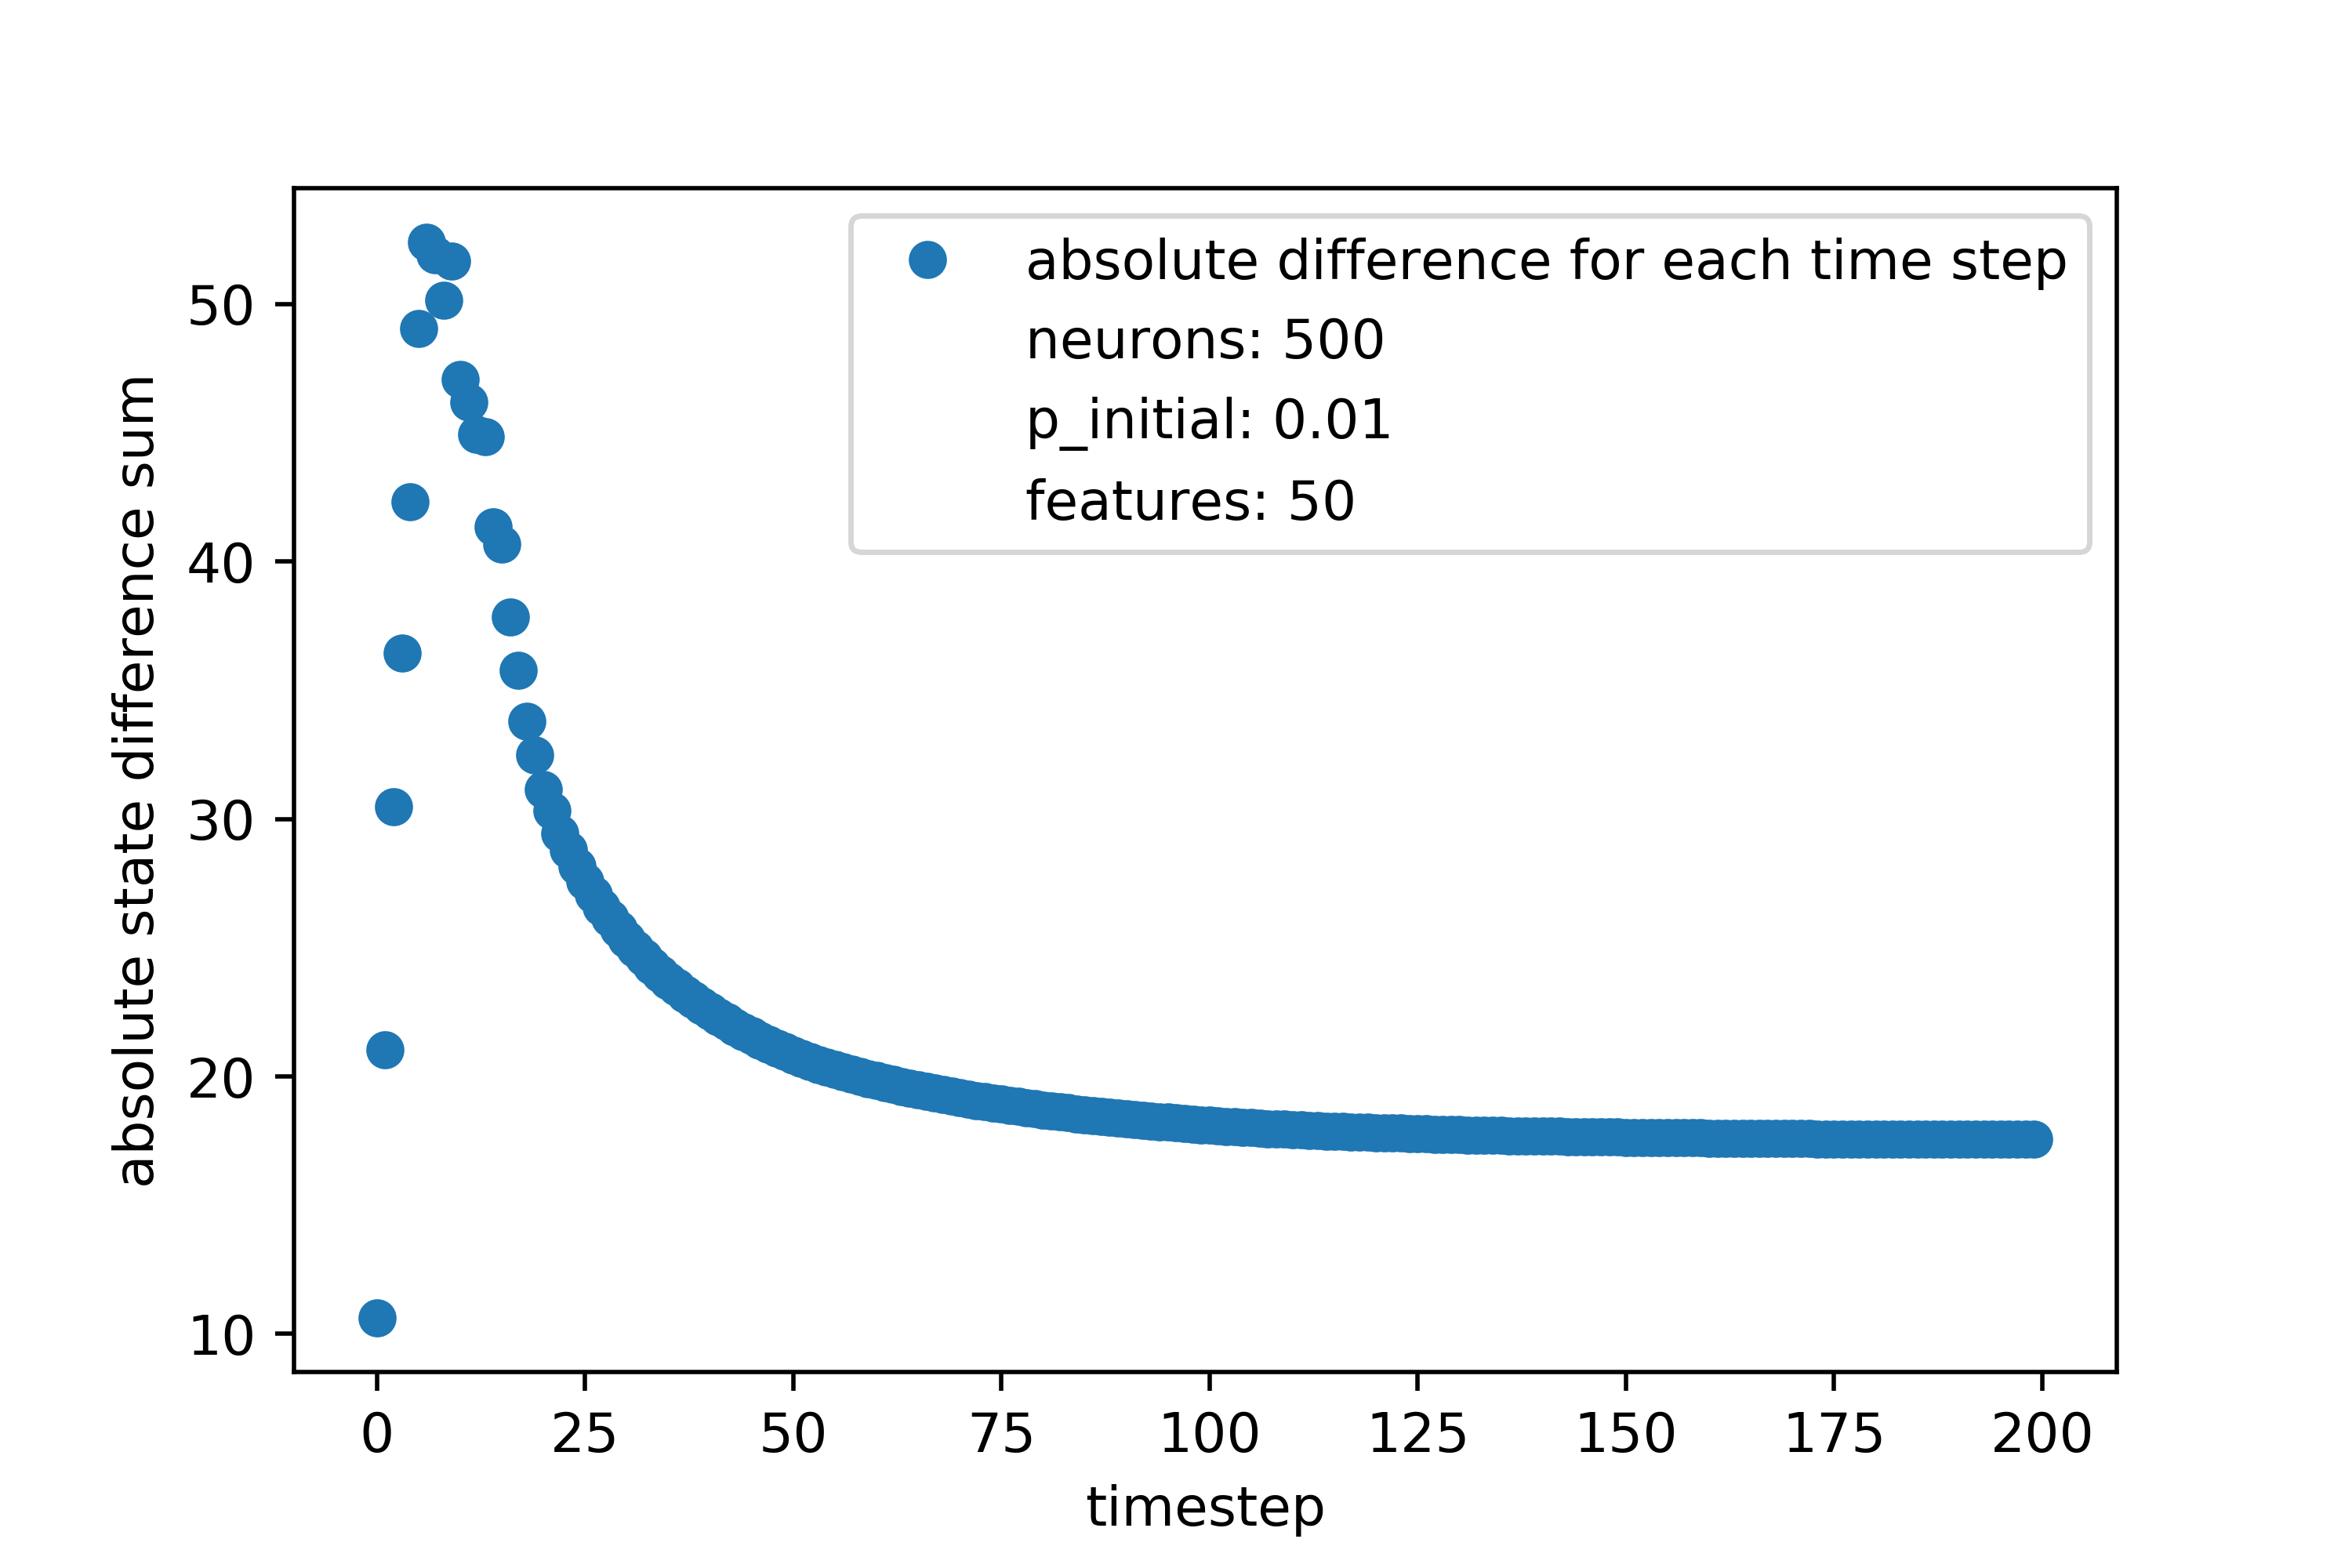 absolute difference for each time step
neurons: 500
p_initial: 0.01
features: 50
absolute state difference sum
50
40
30
20
10
0 25 50 75 100 125 150 175 200
timestep